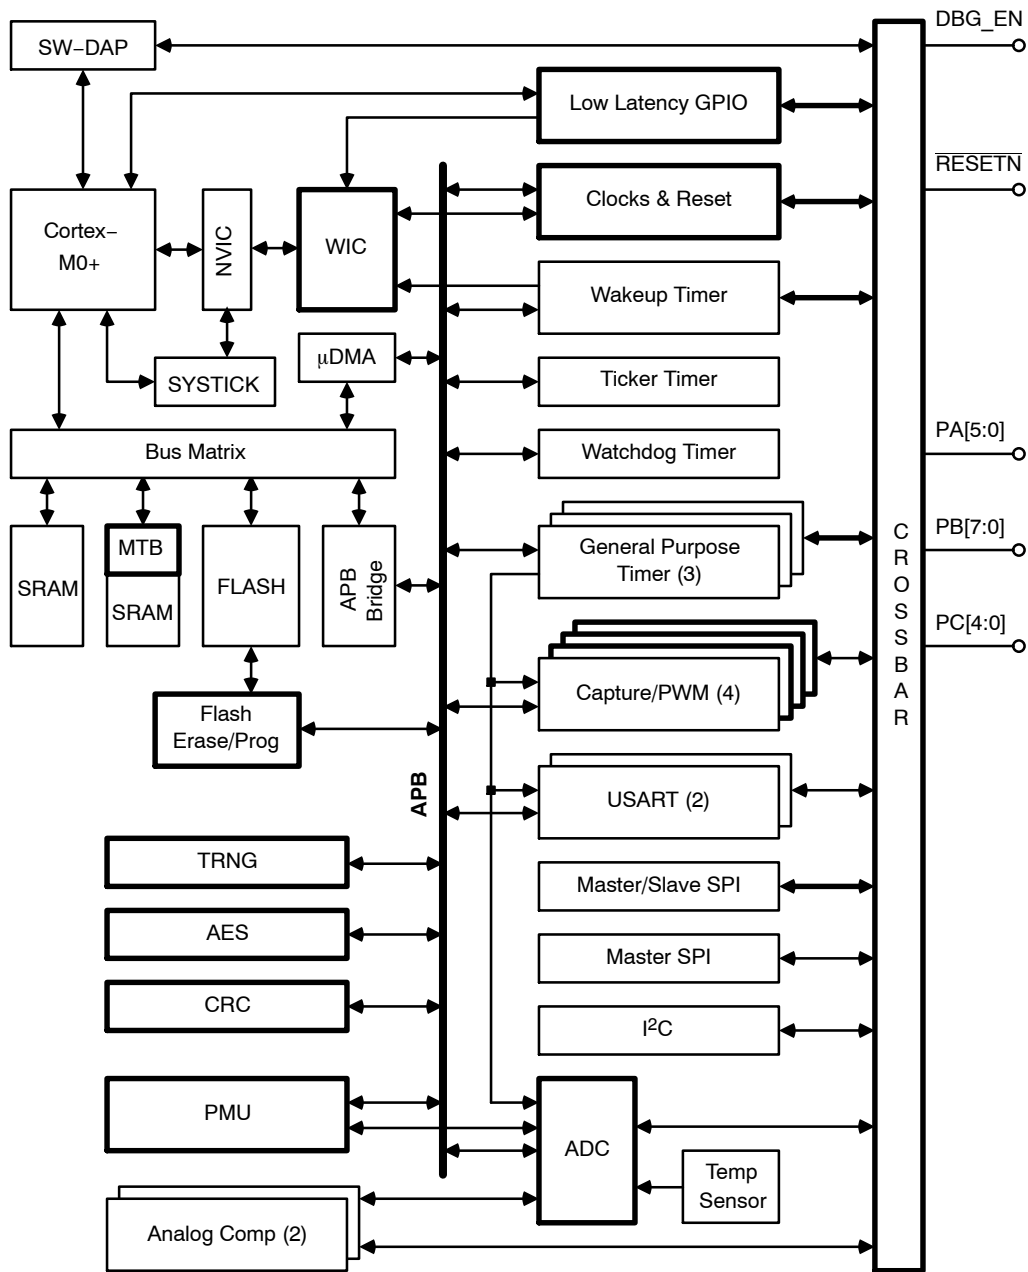 DBG_EN
SW–DAP
Low Latency GPIO
RESETN
Clocks & Reset
Cortex–
M0+
NVIC
WIC
Wakeup Timer
μDMA
SYSTICK
Ticker Timer
PA[5:0]
Bus Matrix
Watchdog Timer
PB[7:0]
CROSSBAR
MTB
General Purpose
Timer (3)
SRAM
SRAM
FLASH
APB
Bridge
PC[4:0]
Capture/PWM (4)
Flash
Erase/Prog
APB
USART (2)
TRNG
Master/Slave SPI
AES
Master SPI
CRC
I²C
PMU
ADC
Temp
Sensor
Analog Comp (2)